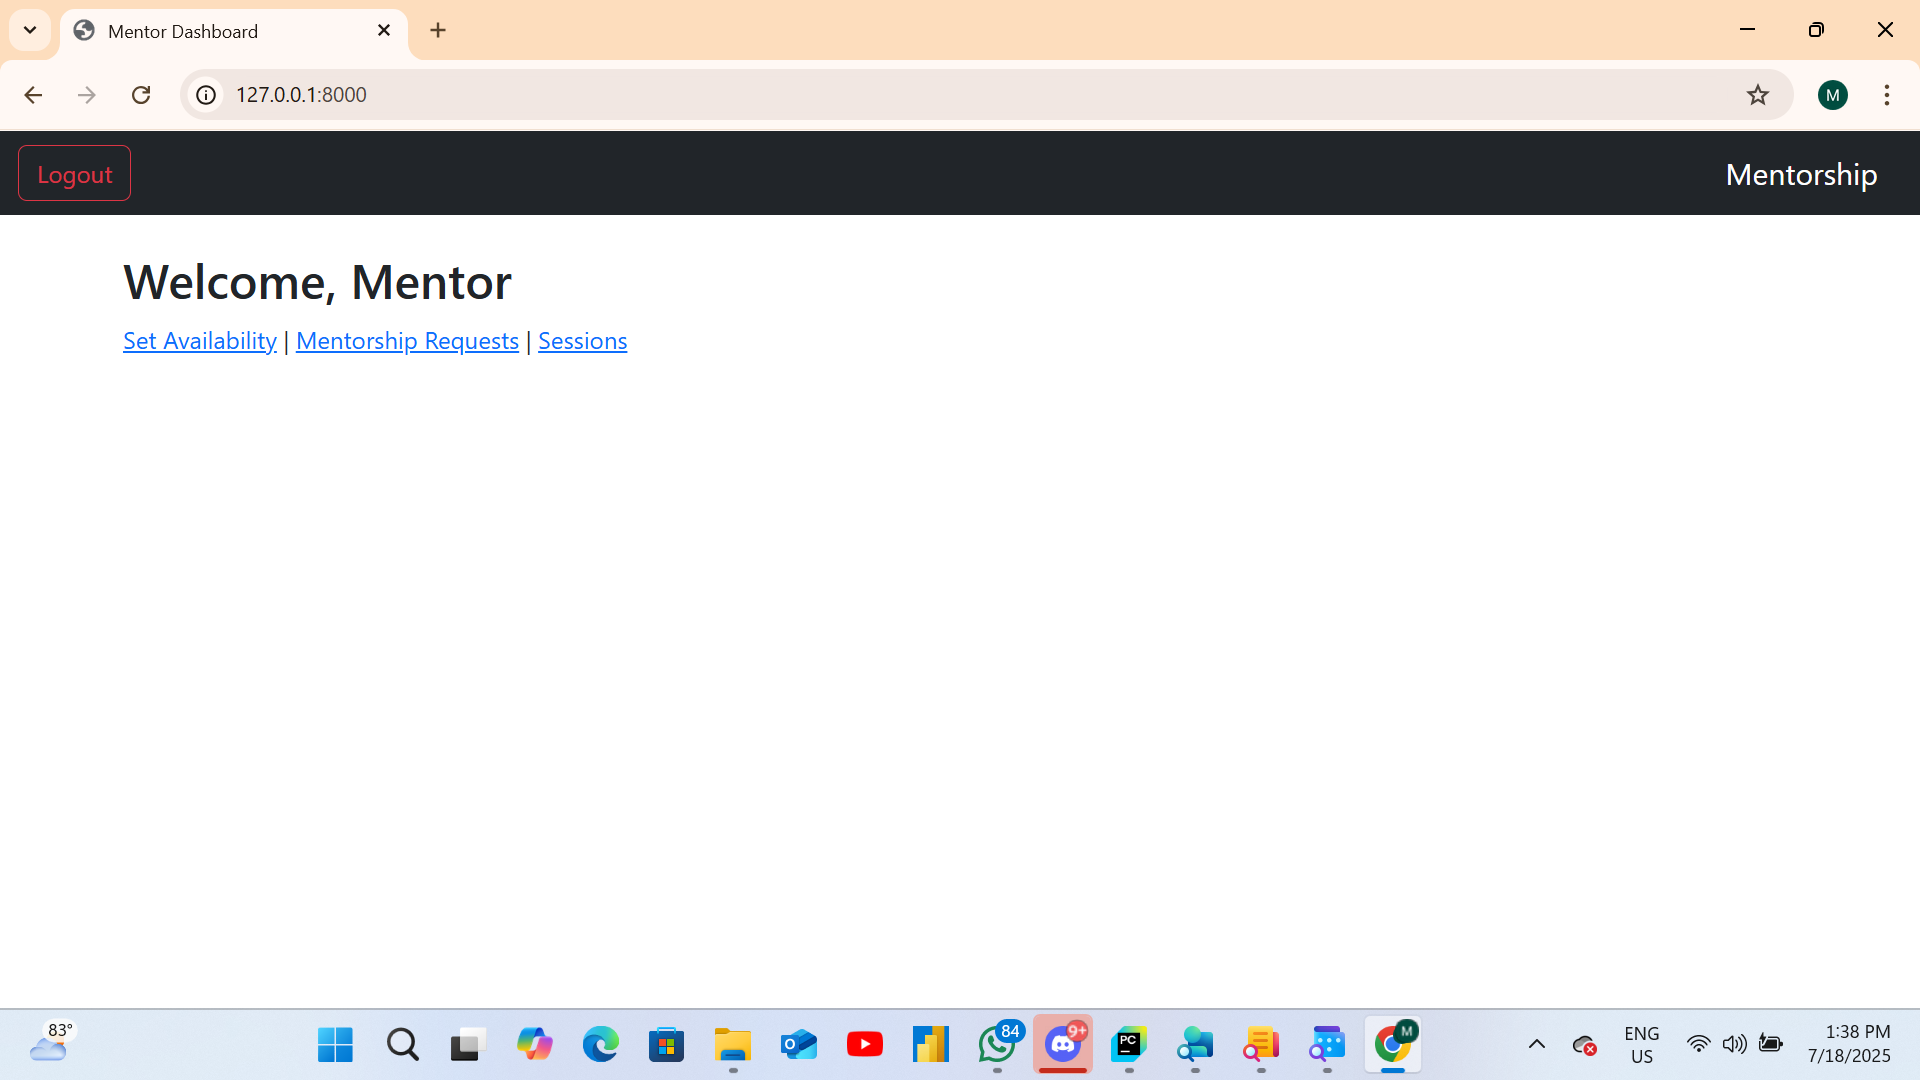 Mentor Dashboard
127.0.0.1:8000
M
Logout
Mentorship
Welcome, Mentor
Set Availability | Mentorship Requests | Sessions
83°
O
84
9+
PC
M
ENG
US
1:38 PM
7/18/2025